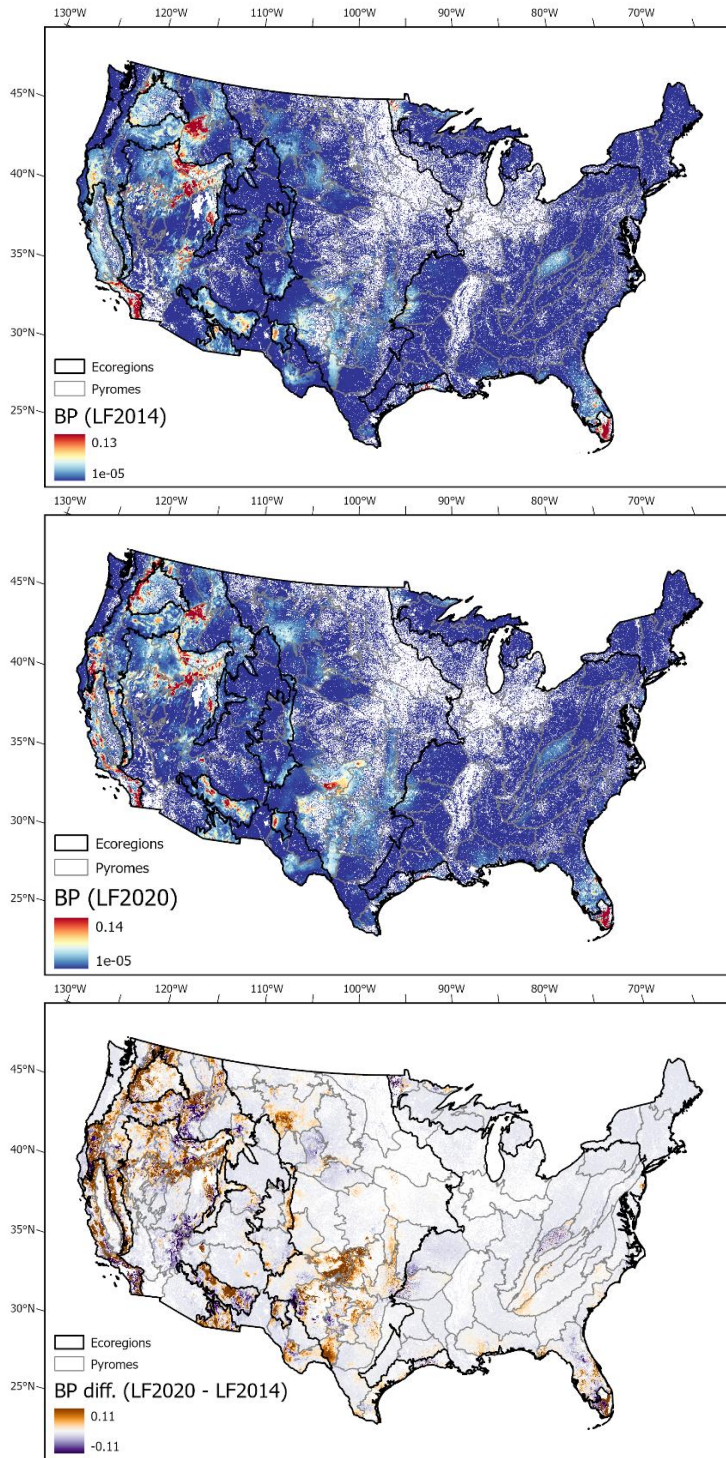 130°W 120°W 110°W 100°W 90°W 80°W 70°W
45°N
40°N
35°N
30°N
25°N
Ecoregions
Pyromes
BP (LF2014)
0.13
1e-05
130°W 120°W 110°W 100°W 90°W 80°W 70°W
45°N
40°N
35°N
30°N
25°N
Ecoregions
Pyromes
BP (LF2020)
0.14
1e-05
130°W 120°W 110°W 100°W 90°W 80°W 70°W
45°N
40°N
35°N
30°N
25°N
Ecoregions
Pyromes
BP diff. (LF2020 - LF2014)
0.11
-0.11